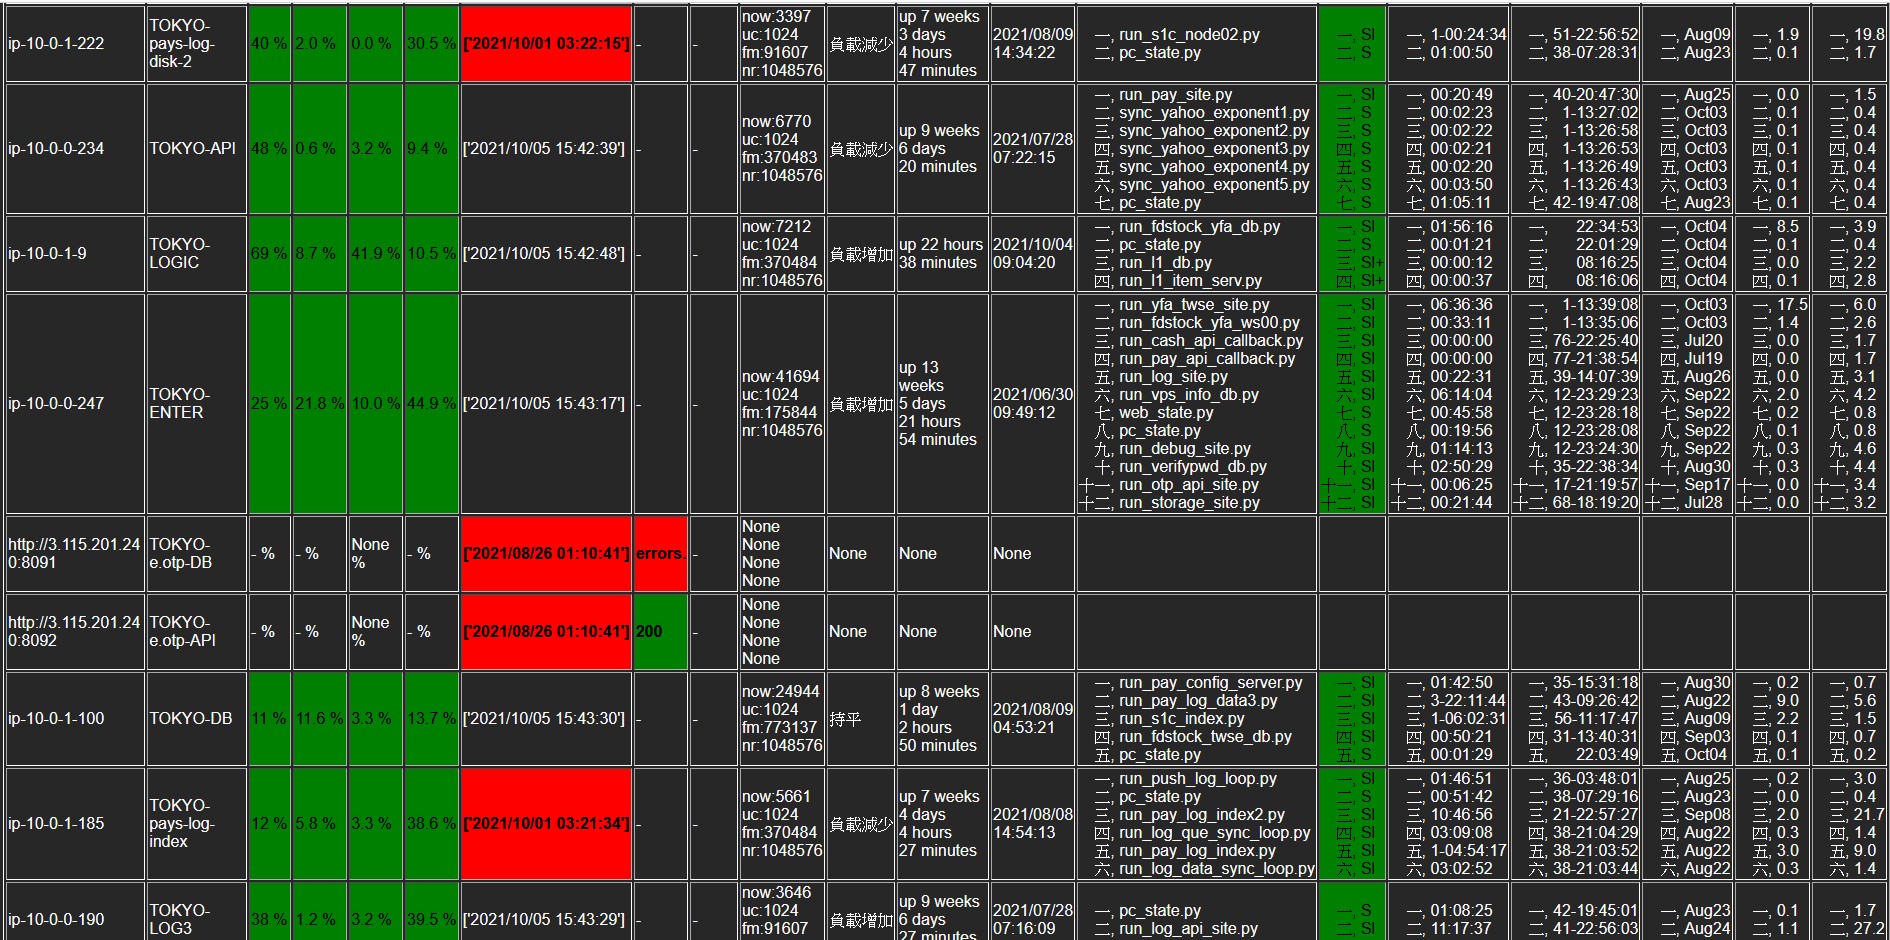 ip-10-0-1-222
TOKYO-
pays-log-
disk-2
40 %
2.0 %
0.0 %
30.5 %
['2021/10/01 03:22:15']
-
-
now:3397
uc:1024
fm:91607
nr:1048576
負載減少
up 7 weeks
3 days
4 hours
47 minutes
2021/08/09
14:34:22
一, run_s1c_node02.py
二, pc_state.py
一, Sl
二, S
一, 1-00:24:34
二, 01:00:50
一, 51-22:56:52
二, 38-07:28:31
一, Aug09
二, Aug23
一, 1.9
二, 0.1
一, 19.8
二, 1.7
ip-10-0-0-234
TOKYO-API
48 %
0.6 %
3.2 %
9.4 %
['2021/10/05 15:42:39']
-
-
now:6770
uc:1024
fm:370483
nr:1048576
負載減少
up 9 weeks
6 days
20 minutes
2021/07/28
07:22:15
一, run_pay_site.py
二, sync_yahoo_exponent1.py
三, sync_yahoo_exponent2.py
四, sync_yahoo_exponent3.py
五, sync_yahoo_exponent4.py
六, sync_yahoo_exponent5.py
七, pc_state.py
一, Sl
二, S
三, S
四, S
五, S
六, S
七, S
一, 00:20:49
二, 00:02:23
三, 00:02:22
四, 00:02:21
五, 00:02:20
六, 00:03:50
七, 01:05:11
一, 40-20:47:30
二, 1-13:27:02
三, 1-13:26:58
四, 1-13:26:53
五, 1-13:26:49
六, 1-13:26:43
七, 42-19:47:08
一, Aug25
二, Oct03
三, Oct03
四, Oct03
五, Oct03
六, Oct03
七, Aug23
一, 0.0
二, 0.1
三, 0.1
四, 0.1
五, 0.1
六, 0.1
七, 0.1
一, 1.5
二, 0.4
三, 0.4
四, 0.4
五, 0.4
六, 0.4
七, 0.4
ip-10-0-1-9
TOKYO-
LOGIC
69 %
8.7 %
41.9 %
10.5 %
['2021/10/05 15:42:48']
-
-
now:7212
uc:1024
fm:370484
nr:1048576
負載增加
up 22 hours
38 minutes
2021/10/04
09:04:20
一, run_fdstock_yfa_db.py
二, pc_state.py
三, run_l1_db.py
四, run_l1_item_serv.py
一, Sl
二, S
三, Sl+
四, Sl+
一, 01:56:16
二, 00:01:21
三, 00:00:12
四, 00:00:37
一, 22:34:53
二, 22:01:29
三, 08:16:25
四, 08:16:06
一, Oct04
二, Oct04
三, Oct04
四, Oct04
一, 8.5
二, 0.1
三, 0.0
四, 0.1
一, 3.9
二, 0.4
三, 2.2
四, 2.8
ip-10-0-0-247
TOKYO-
ENTER
25 %
21.8 %
10.0 %
44.9 %
['2021/10/05 15:43:17']
-
-
now:41694
uc:1024
fm:175844
nr:1048576
負載增加
up 13
weeks
5 days
21 hours
54 minutes
2021/06/30
09:49:12
一, run_yfa_twse_site.py
二, run_fdstock_yfa_ws00.py
三, run_cash_api_callback.py
四, run_pay_api_callback.py
五, run_log_site.py
六, run_vps_info_db.py
七, web_state.py
八, pc_state.py
九, run_debug_site.py
十, run_verifypwd_db.py
十一, run_otp_api_site.py
十二, run_storage_site.py
一, Sl
二, Sl
三, Sl
四, Sl
五, Sl
六, Sl
七, S
八, S
九, Sl
十, Sl
十一, Sl
十二, Sl
一, 06:36:36
二, 00:33:11
三, 00:00:00
四, 00:00:00
五, 00:22:31
六, 06:14:04
七, 00:45:58
八, 00:19:56
九, 01:14:13
十, 02:50:29
十一, 00:06:25
十二, 00:21:44
一, 1-13:39:08
二, 1-13:35:06
三, 76-22:25:40
四, 77-21:38:54
五, 39-14:07:39
六, 12-23:29:23
七, 12-23:28:18
八, 12-23:28:08
九, 12-23:24:30
十, 35-22:38:34
十一, 17-21:19:57
十二, 68-18:19:20
一, Oct03
二, Oct03
三, Jul20
四, Jul19
五, Aug26
六, Sep22
七, Sep22
八, Sep22
九, Sep22
十, Aug30
十一, Sep17
十二, Jul28
一, 17.5
二, 1.4
三, 0.0
四, 0.0
五, 0.0
六, 2.0
七, 0.2
八, 0.1
九, 0.3
十, 0.3
十一, 0.0
十二, 0.0
一, 6.0
二, 2.6
三, 1.7
四, 1.7
五, 3.1
六, 4.2
七, 0.8
八, 0.8
九, 4.6
十, 4.4
十一, 3.4
十二, 3.2
http://3.115.201.24
0:8091
TOKYO-
e.otp-DB
- %
- %
None
%
- %
['2021/08/26 01:10:41']
errors.
-
None
None
None
None
None
None
None
http://3.115.201.24
0:8092
TOKYO-
e.otp-API
- %
- %
None
%
- %
['2021/08/26 01:10:41']
200
-
None
None
None
None
None
None
None
ip-10-0-1-100
TOKYO-DB
11 %
11.6 %
3.3 %
13.7 %
['2021/10/05 15:43:30']
-
-
now:24944
uc:1024
fm:773137
nr:1048576
持平
up 8 weeks
1 day
2 hours
50 minutes
2021/08/09
04:53:21
一, run_pay_config_server.py
二, run_pay_log_data3.py
三, run_s1c_index.py
四, run_fdstock_twse_db.py
五, pc_state.py
一, Sl
二, Sl
三, Sl
四, Sl
五, S
一, 01:42:50
二, 3-22:11:44
三, 1-06:02:31
四, 00:50:21
五, 00:01:29
一, 35-15:31:18
二, 43-09:26:42
三, 56-11:17:47
四, 31-13:40:31
五, 22:03:49
一, Aug30
二, Aug22
三, Aug09
四, Sep03
五, Oct04
一, 0.2
二, 9.0
三, 2.2
四, 0.1
五, 0.1
一, 0.7
二, 5.6
三, 1.5
四, 0.7
五, 0.2
ip-10-0-1-185
TOKYO-
pays-log-
index
12 %
5.8 %
3.3 %
38.6 %
['2021/10/01 03:21:34']
-
-
now:5661
uc:1024
fm:370484
nr:1048576
負載減少
up 7 weeks
4 days
4 hours
27 minutes
2021/08/08
14:54:13
一, run_push_log_loop.py
二, pc_state.py
三, run_pay_log_index2.py
四, run_log_que_sync_loop.py
五, run_pay_log_index.py
六, run_log_data_sync_loop.py
一, Sl
二, S
三, Sl
四, Sl
五, Sl
六, Sl
一, 01:46:51
二, 00:51:42
三, 10:46:56
四, 03:09:08
五, 1-04:54:17
六, 03:02:52
一, 36-03:48:01
二, 38-07:29:16
三, 21-22:57:27
四, 38-21:04:29
五, 38-21:03:52
六, 38-21:03:44
一, Aug25
二, Aug23
三, Sep08
四, Aug22
五, Aug22
六, Aug22
一, 0.2
二, 0.0
三, 2.0
四, 0.3
五, 3.0
六, 0.3
一, 3.0
二, 0.4
三, 21.7
四, 1.4
五, 9.0
六, 1.4
ip-10-0-0-190
TOKYO-
LOG3
38 %
1.2 %
3.2 %
39.5 %
['2021/10/05 15:43:29']
-
-
now:3646
uc:1024
fm:91607
負載增加
up 9 weeks
6 days
27 minutes
2021/07/28
07:16:09
一, pc_state.py
二, run_log_api_site.py
一, S
二, Sl
一, 01:08:25
二, 11:17:37
一, 42-19:45:01
二, 41-22:56:03
一, Aug23
二, Aug24
一, 0.1
二, 1.1
一, 1.7
二, 27.2